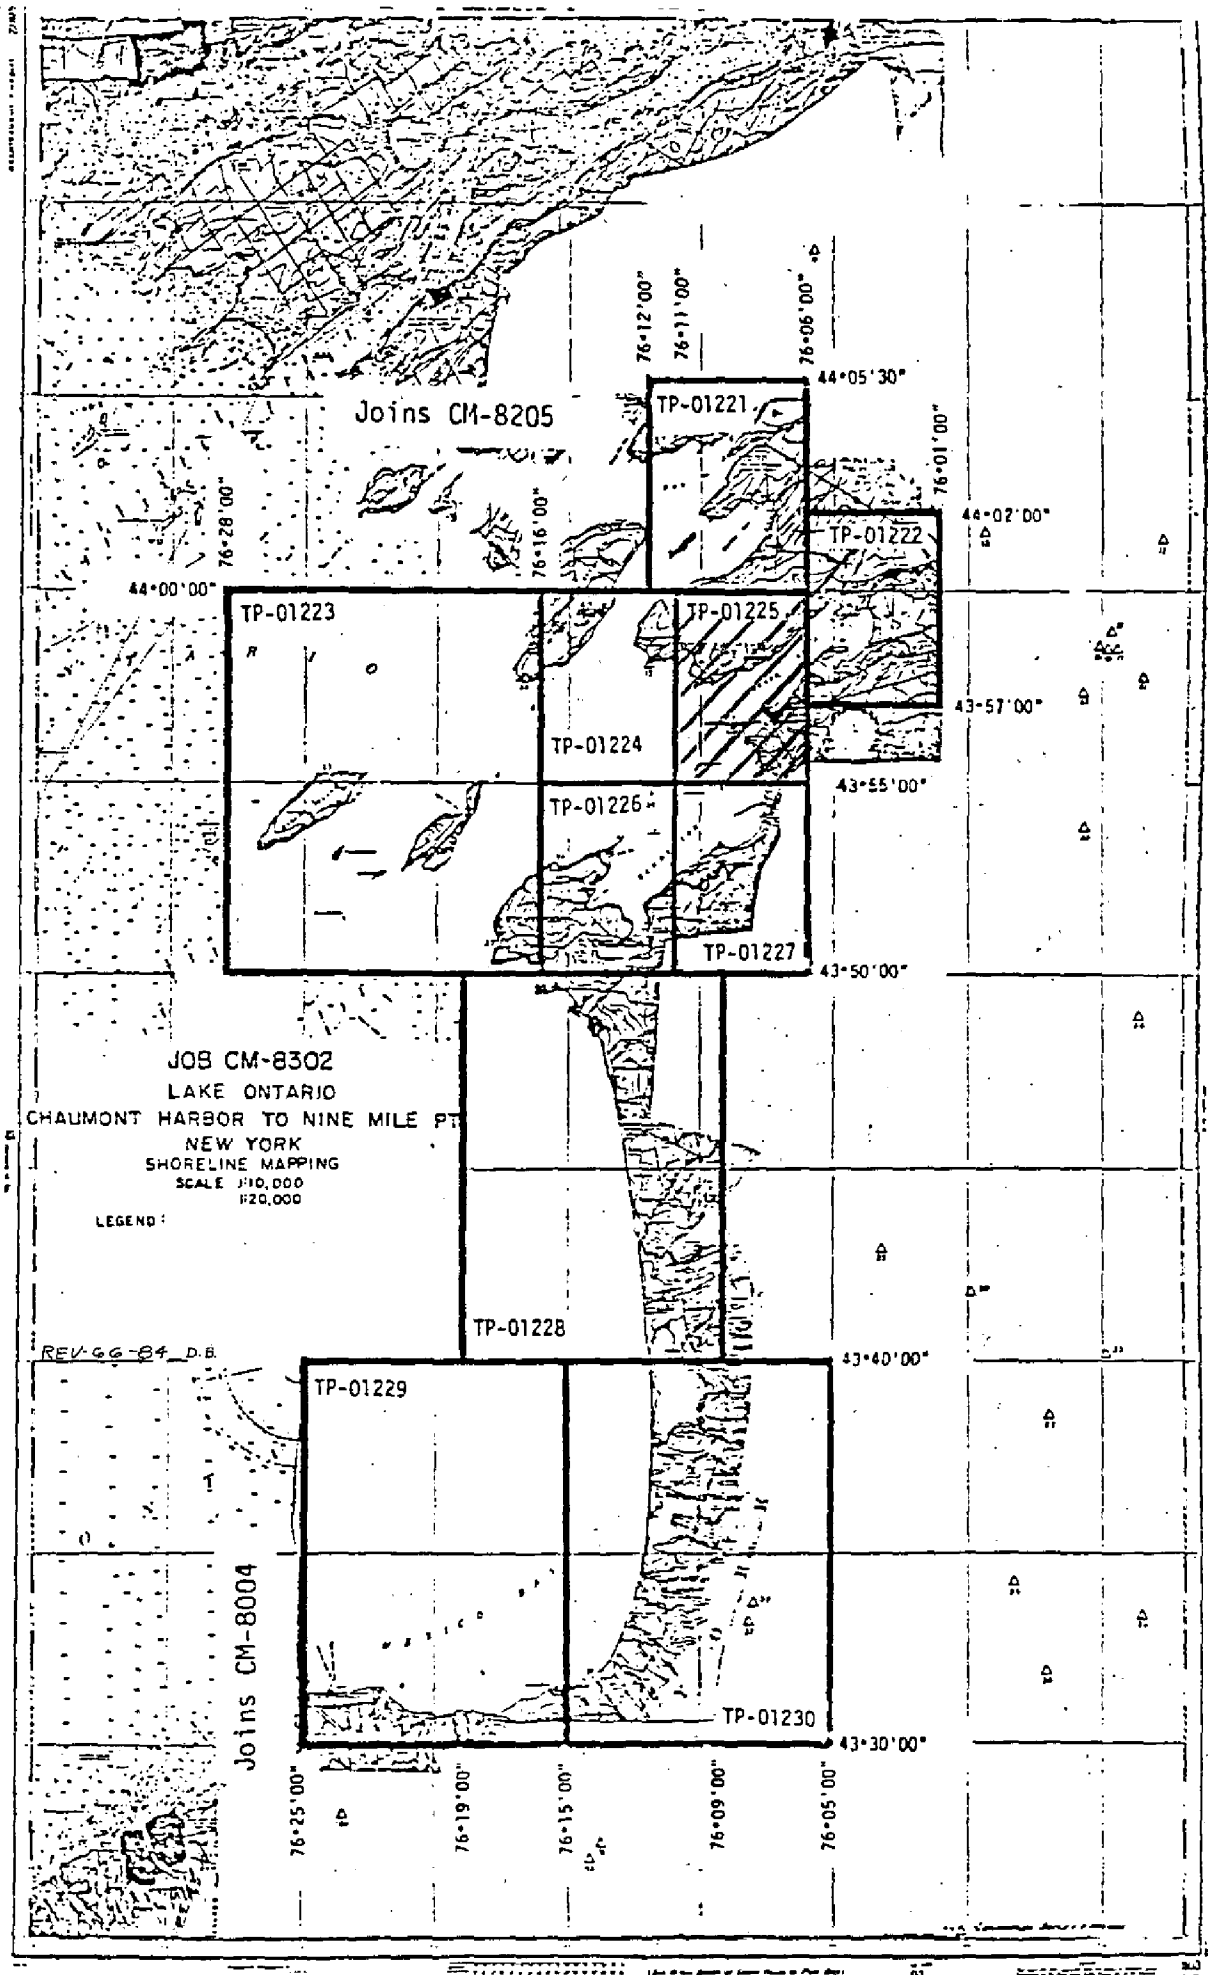 76°12'00"
76°11'00"
76°06'00"
44°05'30"
Joins CM-8205
TP-01221
76°01'00"
76°28'00"
76°16'00"
44°02'00"
TP-01222
44°00'00"
TP-01223
TP-01225
R I O
43°57'00"
TP-01224
43°55'00"
TP-01226
TP-01227
43°50'00"
JOB CM-8302
LAKE ONTARIO
CHAUMONT HARBOR TO NINE MILE PT
NEW YORK
SHORELINE MAPPING
SCALE 1:10,000
1:20,000
LEGEND:
TP-01228
D.B.
43°40'00"
TP-01229
Joins CM-8004
TP-01230
43°30'00"
76°25'00"
76°19'00"
76°15'00"
76°09'00"
76°05'00"